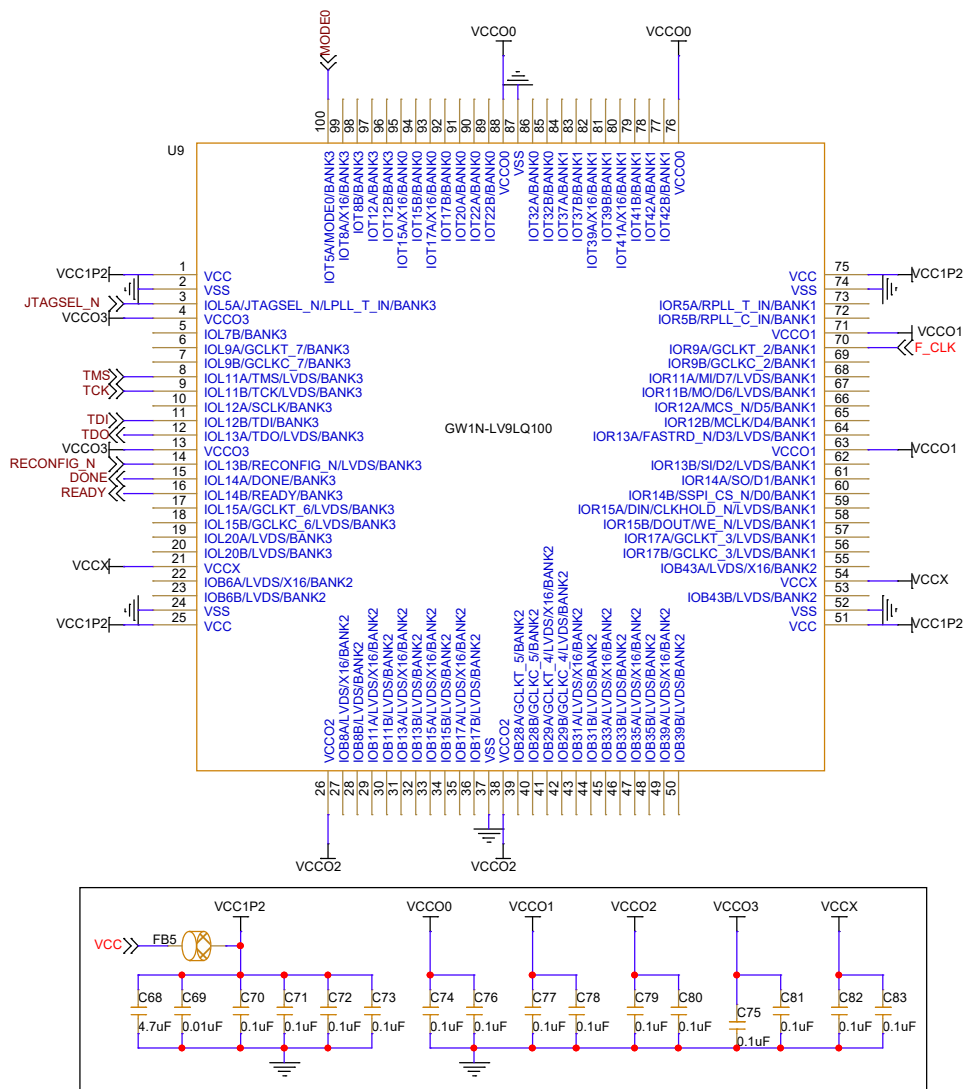 MODE0
VCCO0
VCCO0
100
99
98
97
96
95
94
93
92
91
90
89
88
87
86
85
84
83
82
81
80
79
78
77
76
U9
IOT5A/MODE0/BANK3
IOT8A/X16/BANK3
IOT8B/BANK3
IOT12A/BANK3
IOT12B/BANK3
IOT15A/X16/BANK0
IOT15B/BANK0
IOT17A/X16/BANK0
IOT17B/BANK0
IOT20A/BANK0
IOT22A/BANK0
IOT22B/BANK0
VCCO0
VSS
IOT32A/BANK0
IOT32B/BANK0
IOT37A/BANK1
IOT37B/BANK1
IOT39A/X16/BANK1
IOT39B/BANK1
IOT41A/X16/BANK1
IOT41B/BANK1
IOT42A/BANK1
IOT42B/BANK1
VCCO0
VCC1P2 1 VCC
2 VSS
JTAGSEL_N 3 IOL5A/JTAGSEL_N/LPLL_T_IN/BANK3
VCCO3 4 VCCO3
5 IOL7B/BANK3
6 IOL9A/GCLKT_7/BANK3
7 IOL9B/GCLKC_7/BANK3
TMS 8 IOL11A/TMS/LVDS/BANK3
TCK 9 IOL11B/TCK/LVDS/BANK3
10 IOL12A/SCLK/BANK3
TDI 11 IOL12B/TDI/BANK3
TDO 12 IOL13A/TDO/LVDS/BANK3
VCCO3 13 VCCO3
RECONFIG_N 14 IOL13B/RECONFIG_N/LVDS/BANK3
DONE 15 IOL14A/DONE/BANK3
READY 16 IOL14B/READY/BANK3
17 IOL15A/GCLKT_6/LVDS/BANK3
18 IOL15B/GCLKC_6/LVDS/BANK3
19 IOL20A/LVDS/BANK3
20 IOL20B/LVDS/BANK3
VCCX 21 VCCX
22 IOB6A/LVDS/X16/BANK2
23 IOB6B/LVDS/BANK2
24 VSS
VCC1P2 25 VCC
GW1N-LV9LQ100
VCC 75 VCC1P2
VSS 74
IOR5A/RPLL_T_IN/BANK1 73
IOR5B/RPLL_C_IN/BANK1 72
VCCO1 71 VCCO1
IOR9A/GCLKT_2/BANK1 70 F_CLK
IOR9B/GCLKC_2/BANK1 69
IOR11A/MI/D7/LVDS/BANK1 68
IOR11B/MO/D6/LVDS/BANK1 67
IOR12A/MCS_N/D5/BANK1 66
IOR12B/MCLK/D4/BANK1 65
IOR13A/FASTRD_N/D3/LVDS/BANK1 64
VCCO1 63 VCCO1
IOR13B/SI/D2/LVDS/BANK1 62
IOR14A/SO/D1/BANK1 61
IOR14B/SSPI_CS_N/D0/BANK1 60
IOR15A/DIN/CLKHOLD_N/LVDS/BANK1 59
IOR15B/DOUT/WE_N/LVDS/BANK1 58
IOR17A/GCLKT_3/LVDS/BANK1 57
IOR17B/GCLKC_3/LVDS/BANK1 56
IOB43A/LVDS/X16/BANK2 55
VCCX 54 VCCX
IOB43B/LVDS/BANK2 53
VSS 52
VCC 51 VCC1P2
VCCO2
IOB8A/LVDS/X16/BANK2
IOB8B/LVDS/BANK2
IOB11A/LVDS/X16/BANK2
IOB11B/LVDS/BANK2
IOB13A/LVDS/X16/BANK2
IOB13B/LVDS/BANK2
IOB15A/LVDS/X16/BANK2
IOB15B/LVDS/BANK2
IOB17A/LVDS/X16/BANK2
IOB17B/LVDS/BANK2
VSS
VCCO2
IOB28A/GCLKT_5/BANK2
IOB28B/GCLKC_5/BANK2
IOB29A/GCLKT_4/LVDS/X16/BANK2
IOB29B/GCLKC_4/LVDS/BANK2
IOB31A/LVDS/X16/BANK2
IOB31B/LVDS/BANK2
IOB33A/LVDS/X16/BANK2
IOB33B/LVDS/BANK2
IOB35A/LVDS/X16/BANK2
IOB35B/LVDS/BANK2
IOB39A/LVDS/X16/BANK2
IOB39B/LVDS/BANK2
26
27
28
29
30
31
32
33
34
35
36
37
38
39
40
41
42
43
44
45
46
47
48
49
50
VCCO2
VCCO2
VCC1P2 VCCO0 VCCO1 VCCO2 VCCO3 VCCX
VCC FB5
C68 C69 C70 C71 C72 C73 C74 C76 C77 C78 C79 C80 C75 C81 C82 C83
4.7uF 0.01uF 0.1uF 0.1uF 0.1uF 0.1uF 0.1uF 0.1uF 0.1uF 0.1uF 0.1uF 0.1uF 0.1uF 0.1uF 0.1uF 0.1uF